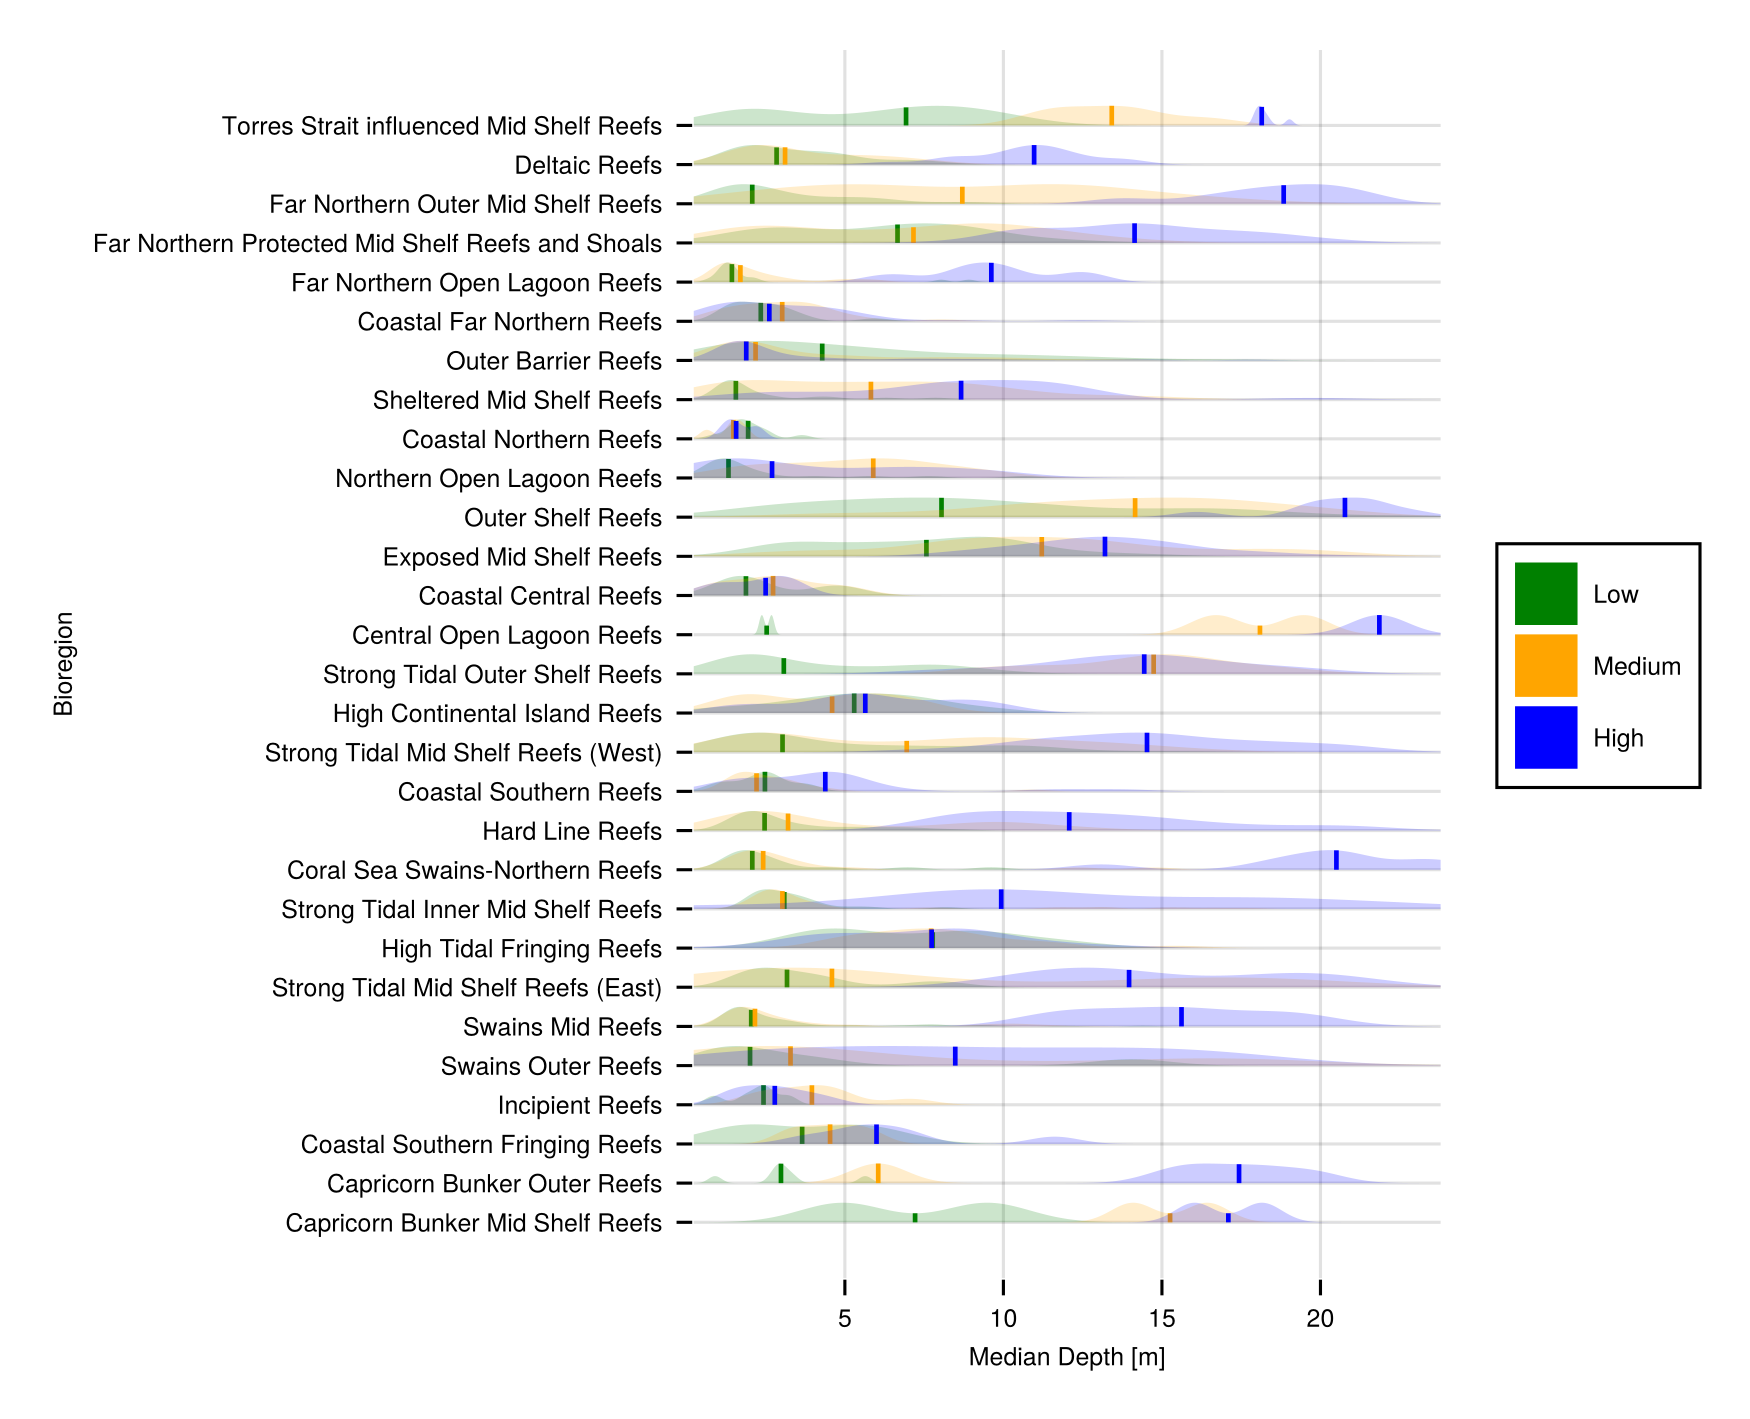 Torres Strait influenced Mid Shelf Reefs
Deltaic Reefs
Far Northern Outer Mid Shelf Reefs
Far Northern Protected Mid Shelf Reefs and Shoals
Far Northern Open Lagoon Reefs
Coastal Far Northern Reefs
Outer Barrier Reefs
Sheltered Mid Shelf Reefs
Coastal Northern Reefs
Northern Open Lagoon Reefs
Outer Shelf Reefs
Exposed Mid Shelf Reefs
Coastal Central Reefs
Central Open Lagoon Reefs
Strong Tidal Outer Shelf Reefs
High Continental Island Reefs
Strong Tidal Mid Shelf Reefs (West)
Coastal Southern Reefs
Hard Line Reefs
Coral Sea Swains-Northern Reefs
Strong Tidal Inner Mid Shelf Reefs
High Tidal Fringing Reefs
Strong Tidal Mid Shelf Reefs (East)
Swains Mid Reefs
Swains Outer Reefs
Incipient Reefs
Coastal Southern Fringing Reefs
Capricorn Bunker Outer Reefs
Capricorn Bunker Mid Shelf Reefs
Bioregion
5 10 15 20
Median Depth [m]
Low
Medium
High